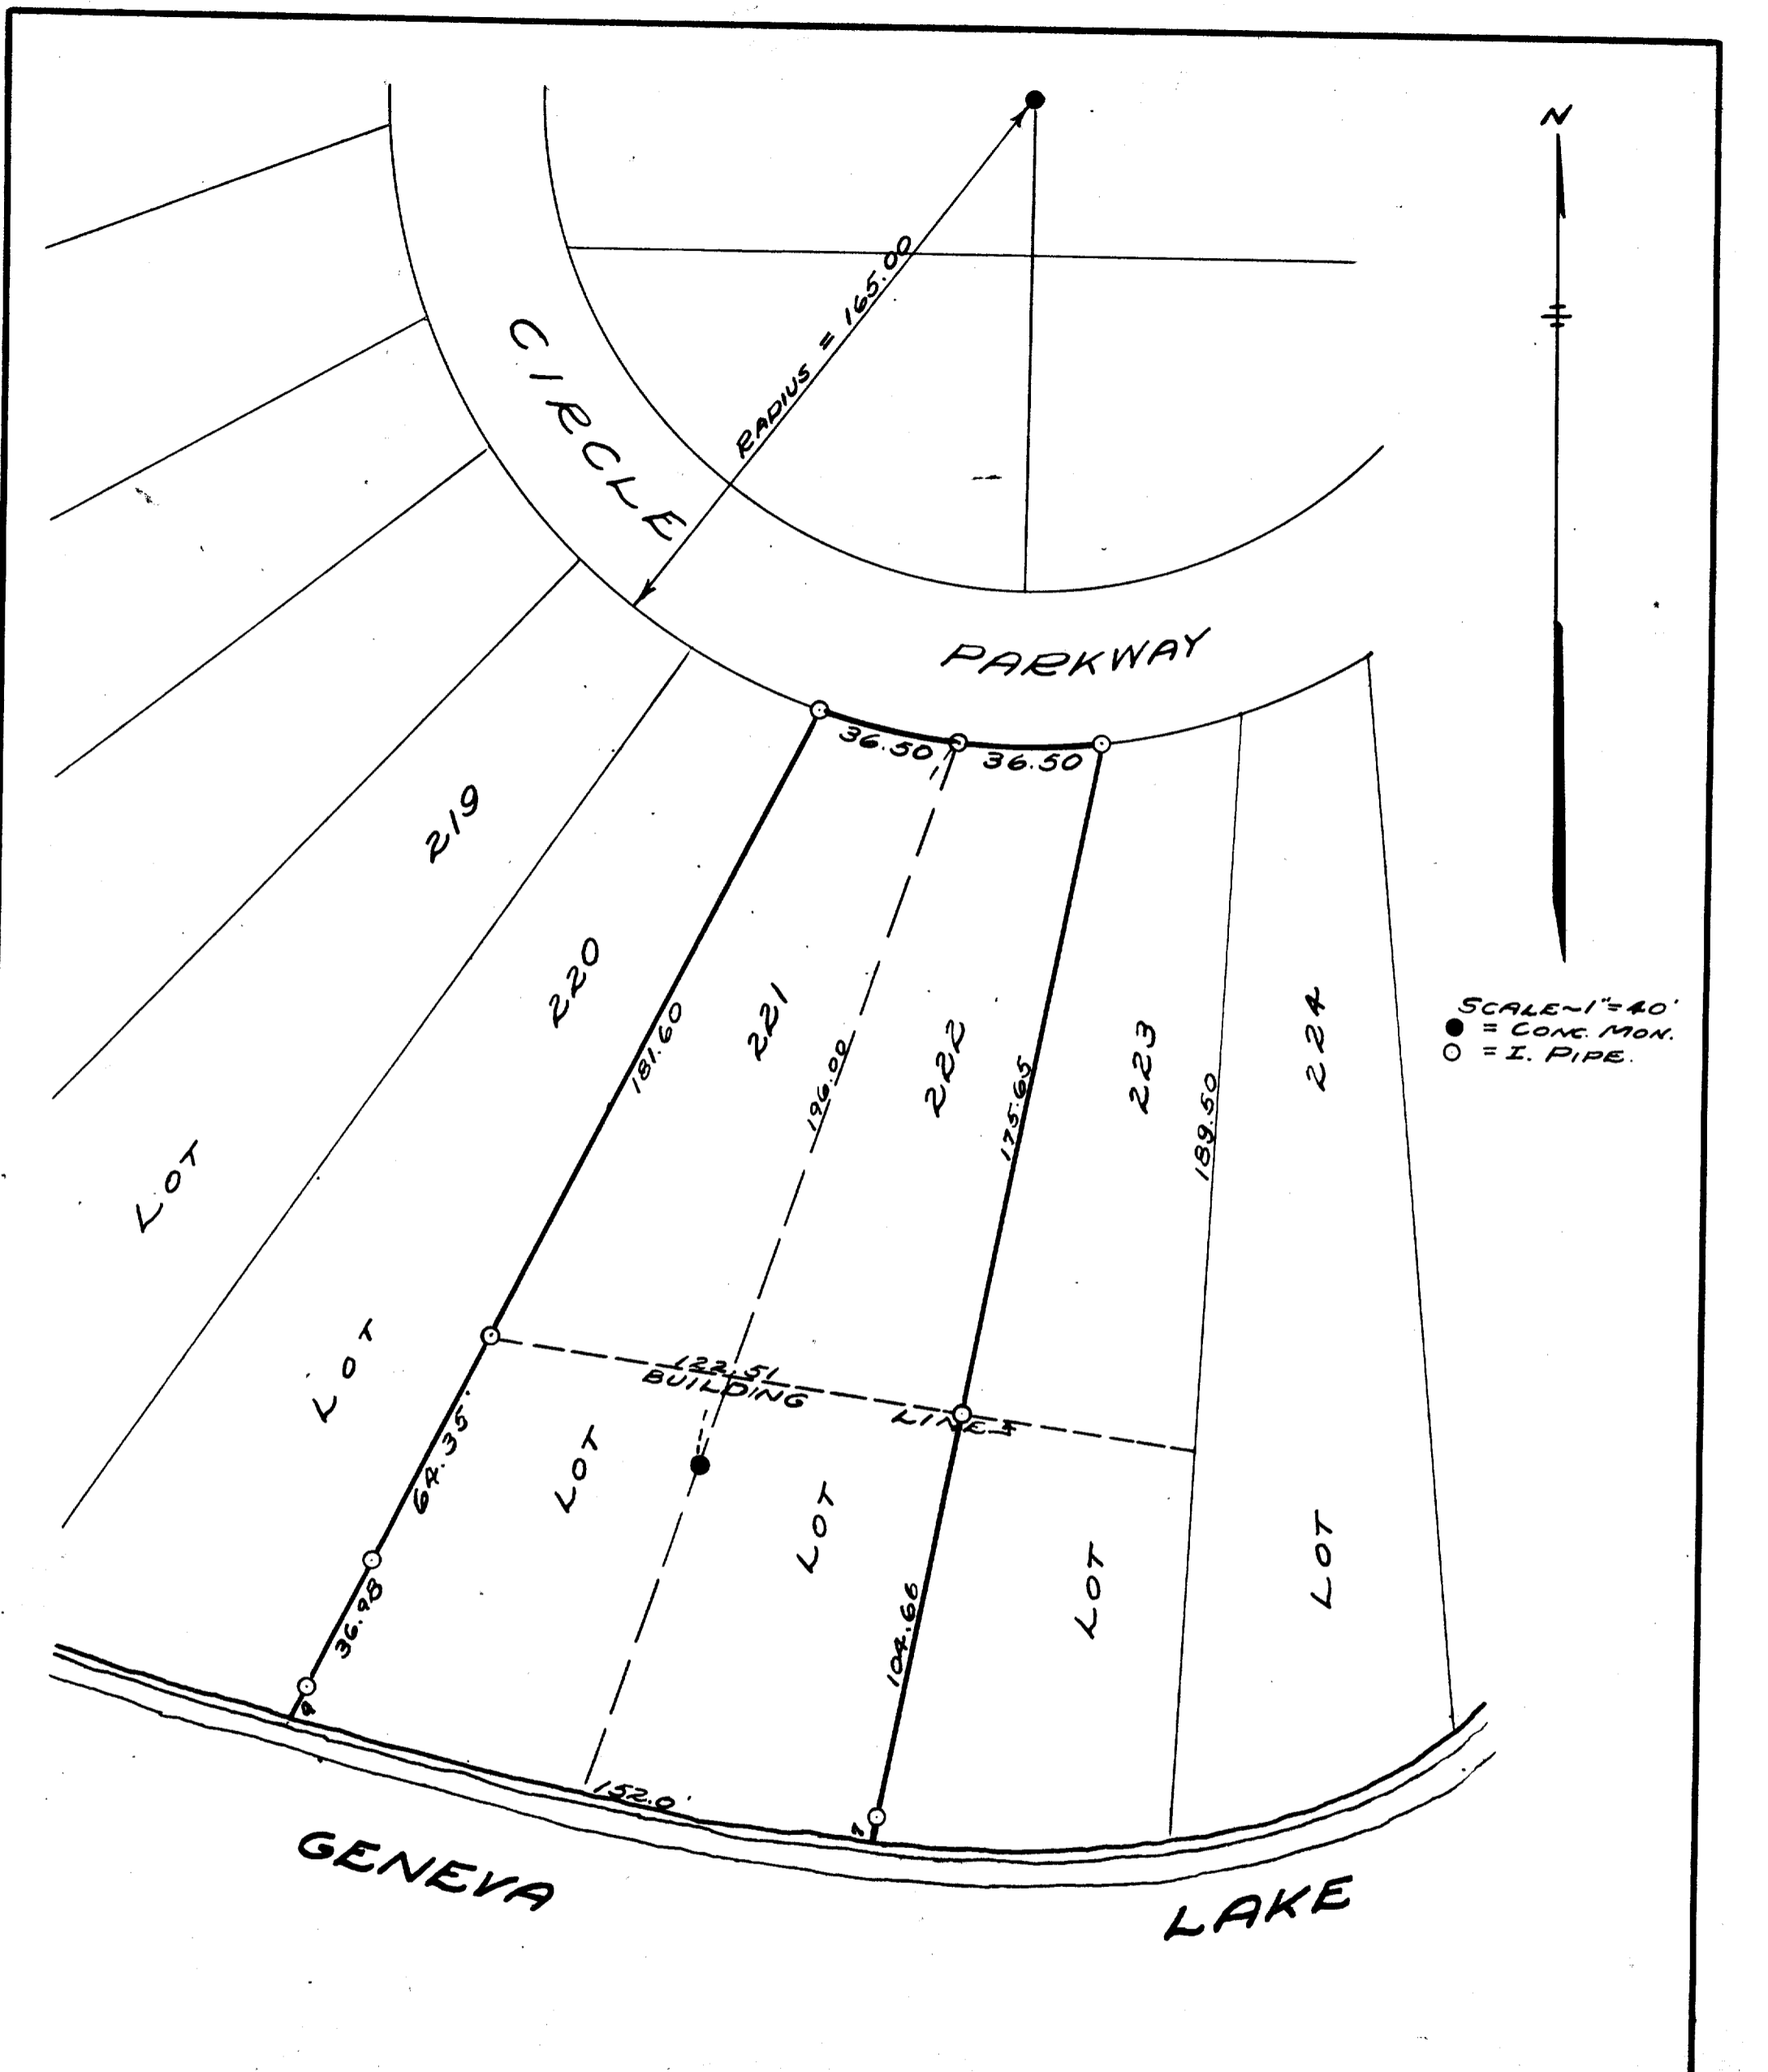 N
RADIUS = 165.00
CIRCLE
PARKWAY
36.50
36.50
219
220
221
222
223
224
181.60
196.00
175.65
189.50
SCALE~1"=40'
● = CONC. MON.
○ = I. PIPE.
LOT
LOT
LOT
LOT
LOT
LOT
122.51
BUILDING LINES
64.35
36.98
104.66
152.0'
GENEVA LAKE